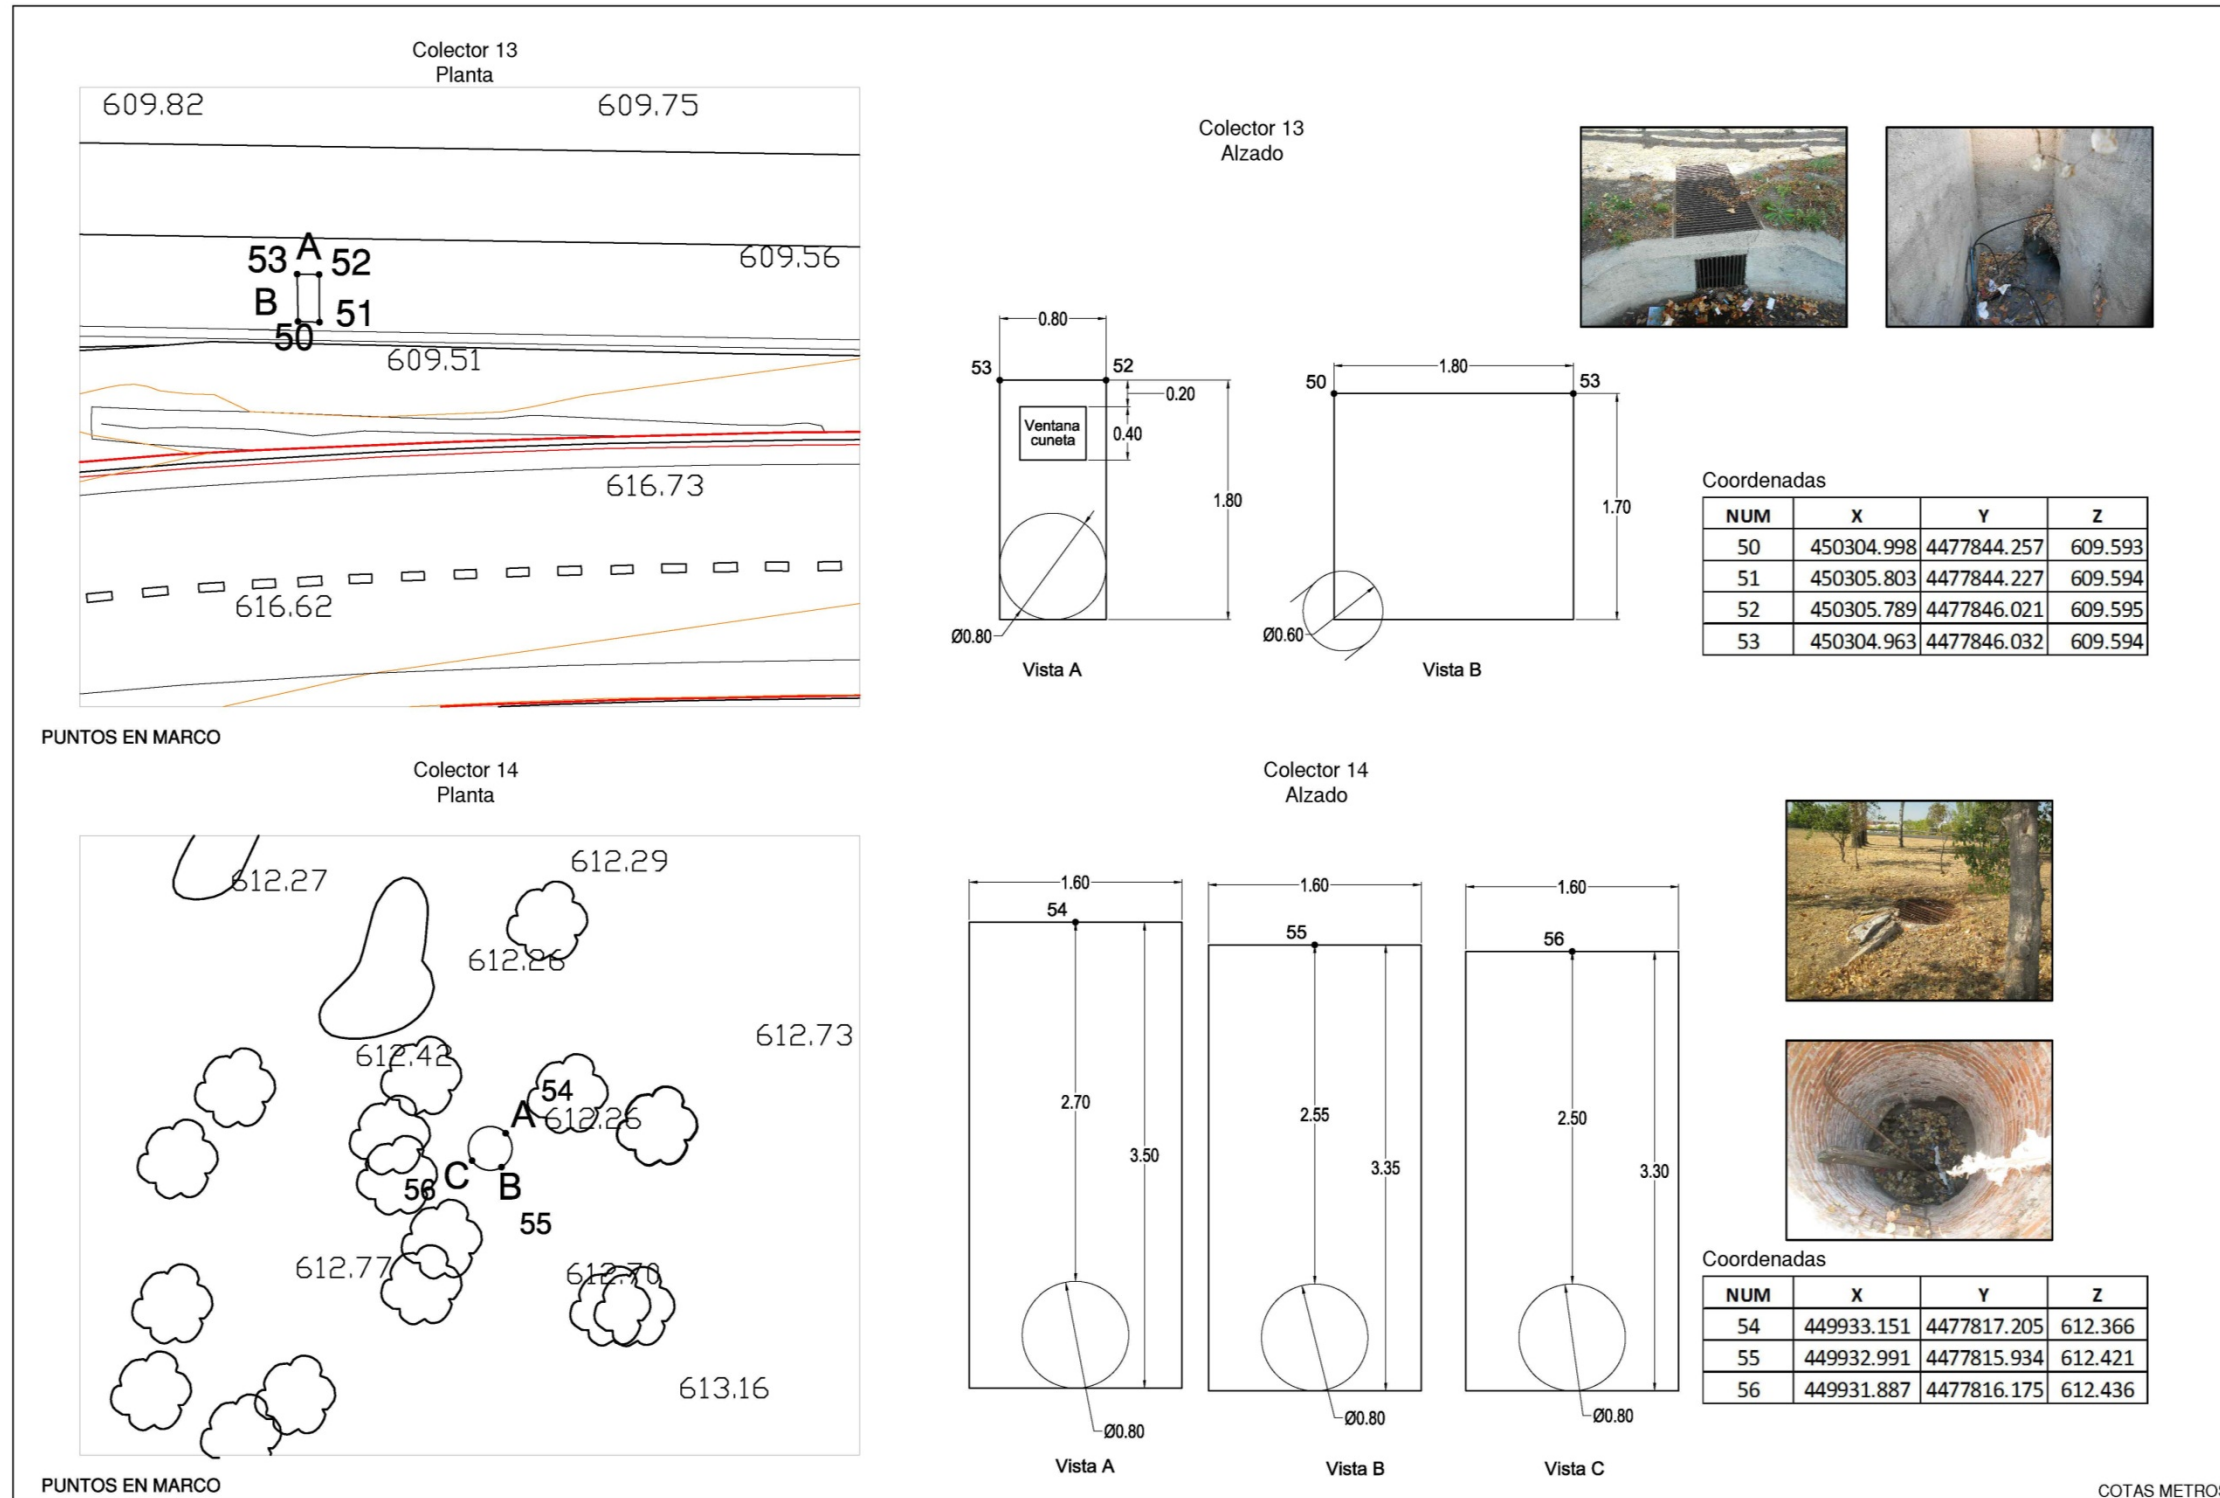 Colector 13
Planta
609.82
609.75
53
A
52
609.56
B
51
50
609.51
616.73
616.62
PUNTOS EN MARCO
Colector 13
Alzado
0.80
53
52
0.20
Ventana
cuneta
0.40
1.80
Ø0.80
Vista A
1.80
50
53
1.70
Ø0.60
Vista B
Coordenadas
NUM X Y Z
50 450304.998 4477844.257 609.593
51 450305.803 4477844.227 609.594
52 450305.789 4477846.021 609.595
53 450304.963 4477846.032 609.594
Colector 14
Planta
612.29
612.27
612.26
612.73
612.42
54
A
612.26
C
56
B
55
612.77
612.70
613.16
PUNTOS EN MARCO
Colector 14
Alzado
1.60
54
2.70
3.50
Ø0.80
Vista A
1.60
55
2.55
3.35
Ø0.80
Vista B
1.60
56
2.50
3.30
Ø0.80
Vista C
Coordenadas
NUM X Y Z
54 449933.151 4477817.205 612.366
55 449932.991 4477815.934 612.421
56 449931.887 4477816.175 612.436
COTAS METROS